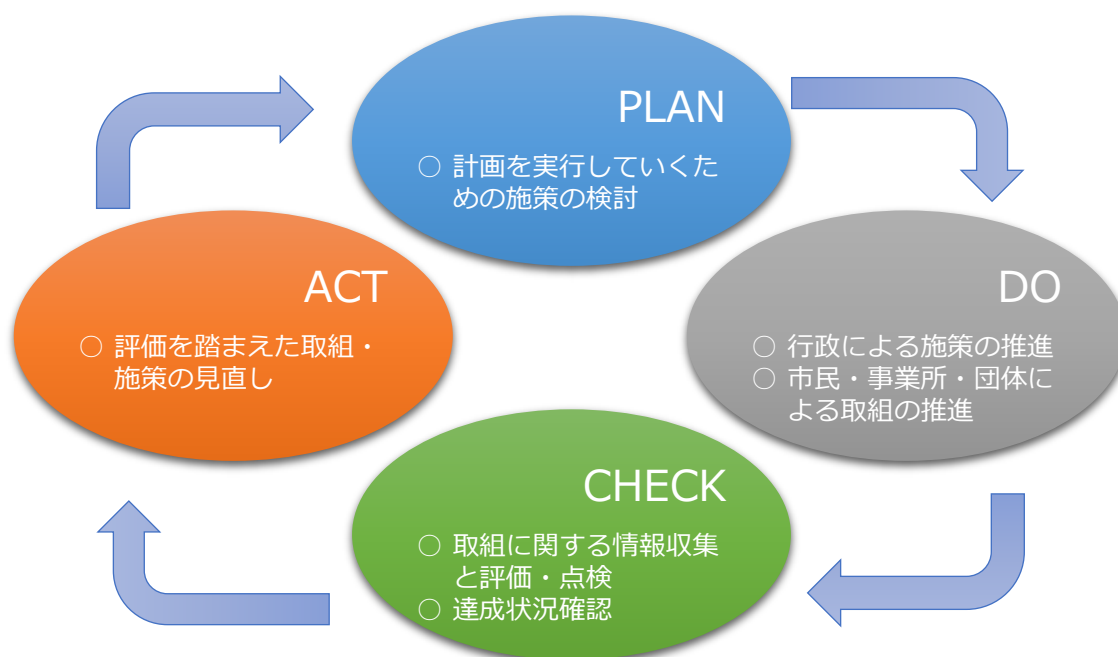 PLAN
○ 計画を実行していくた
めの施策の検討
DO
○ 行政による施策の推進
○ 市民・事業所・団体に
よる取組の推進
CHECK
○ 取組に関する情報収集
と評価・点検
○ 達成状況確認
ACT
○ 評価を踏まえた取組・
施策の見直し